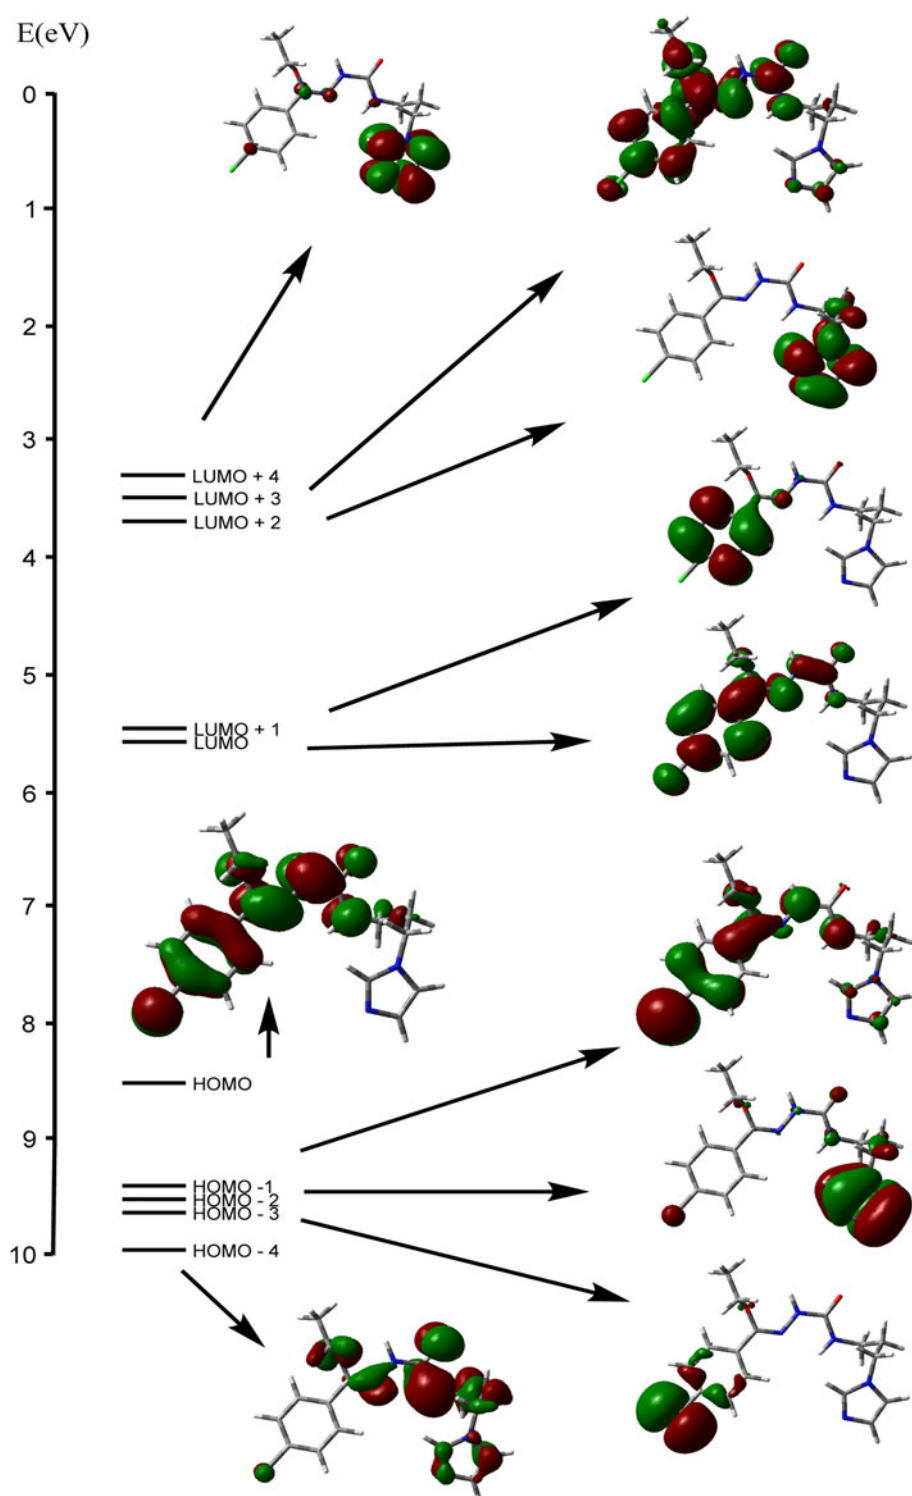 E(eV)
0
1
2
3
LUMO + 4
LUMO + 3
LUMO + 2
4
5
LUMO + 1
LUMO
6
7
8
HOMO
9
HOMO -1
HOMO - 2
HOMO - 3
HOMO - 4
10